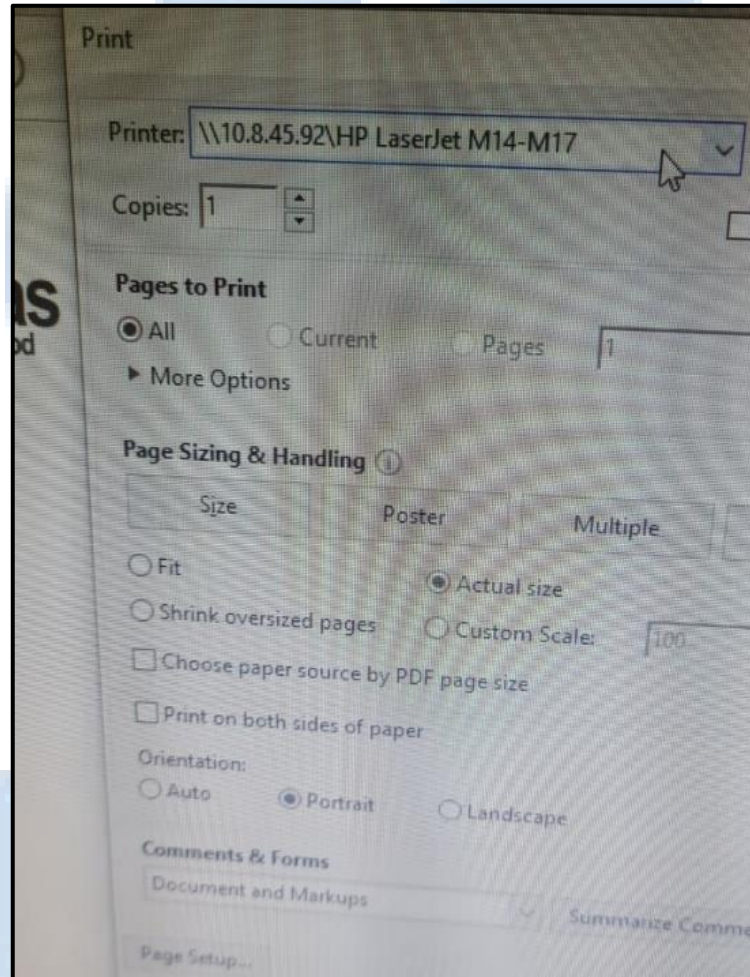 Print
Printer: \\10.8.45.92\HP LaserJet M14-M17
Copies: 1
Pages to Print
All Current Pages 1
More Options
Page Sizing & Handling
Size Poster Multiple
Fit Actual size
Shrink oversized pages Custom Scale: 100
Choose paper source by PDF page size
Print on both sides of paper
Orientation:
Auto Portrait Landscape
Comments & Forms
Document and Markups Summarize Comme
Page Setup...